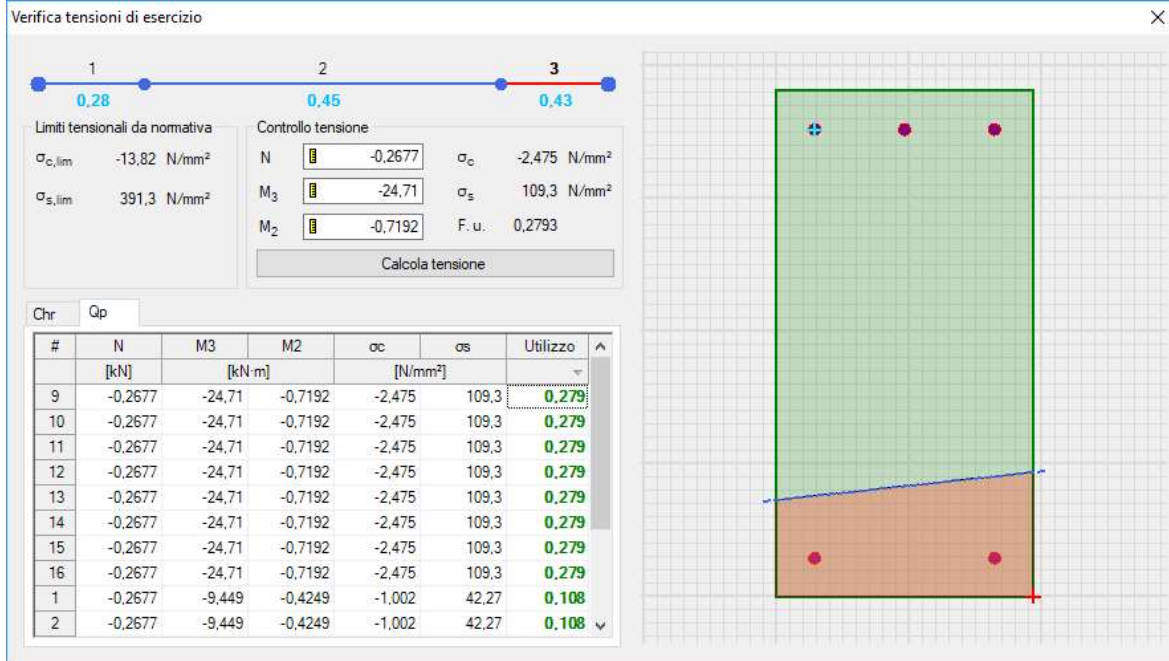 Verifica tensioni di esercizio
1 2 3
0,28 0,45 0,43
Limiti tensionali da normativa
σc,lim -13,82 N/mm²
σs,lim 391,3 N/mm²
Controllo tensione
N -0,2677 σc -2,475 N/mm²
M3 -24,71 σs 109,3 N/mm²
M2 -0,7192 F. u. 0,2793
Calcola tensione
Chr Qp
# N M3 M2 σc σs Utilizzo
[kN] [kN·m] [N/mm²]
9 -0,2677 -24,71 -0,7192 -2,475 109,3 0,279
10 -0,2677 -24,71 -0,7192 -2,475 109,3 0,279
11 -0,2677 -24,71 -0,7192 -2,475 109,3 0,279
12 -0,2677 -24,71 -0,7192 -2,475 109,3 0,279
13 -0,2677 -24,71 -0,7192 -2,475 109,3 0,279
14 -0,2677 -24,71 -0,7192 -2,475 109,3 0,279
15 -0,2677 -24,71 -0,7192 -2,475 109,3 0,279
16 -0,2677 -24,71 -0,7192 -2,475 109,3 0,279
1 -0,2677 -9,449 -0,4249 -1,002 42,27 0,108
2 -0,2677 -9,449 -0,4249 -1,002 42,27 0,108